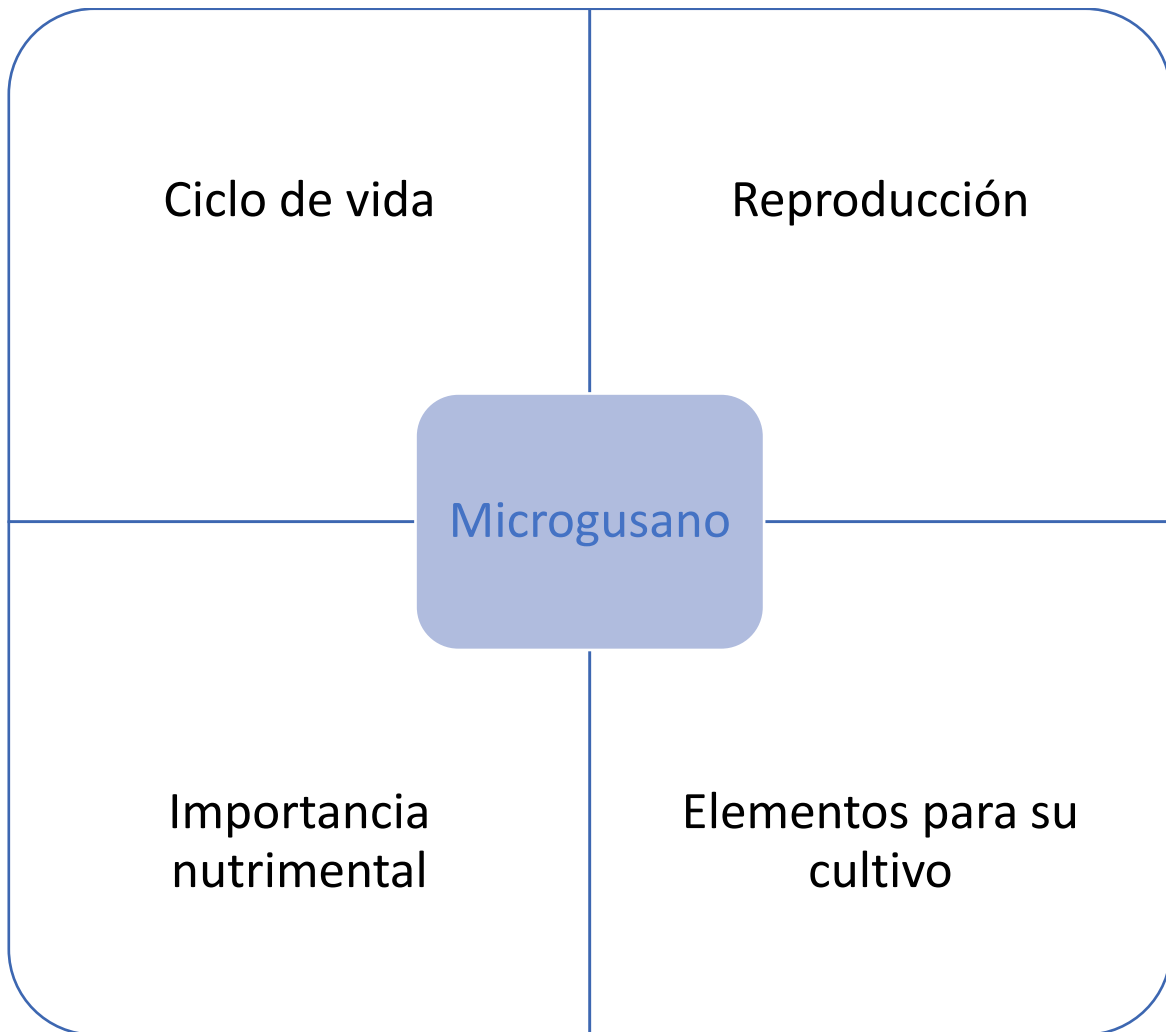 Ciclo de vida
Reproducción
Microgusano
Importancia
nutrimental
Elementos para su
cultivo